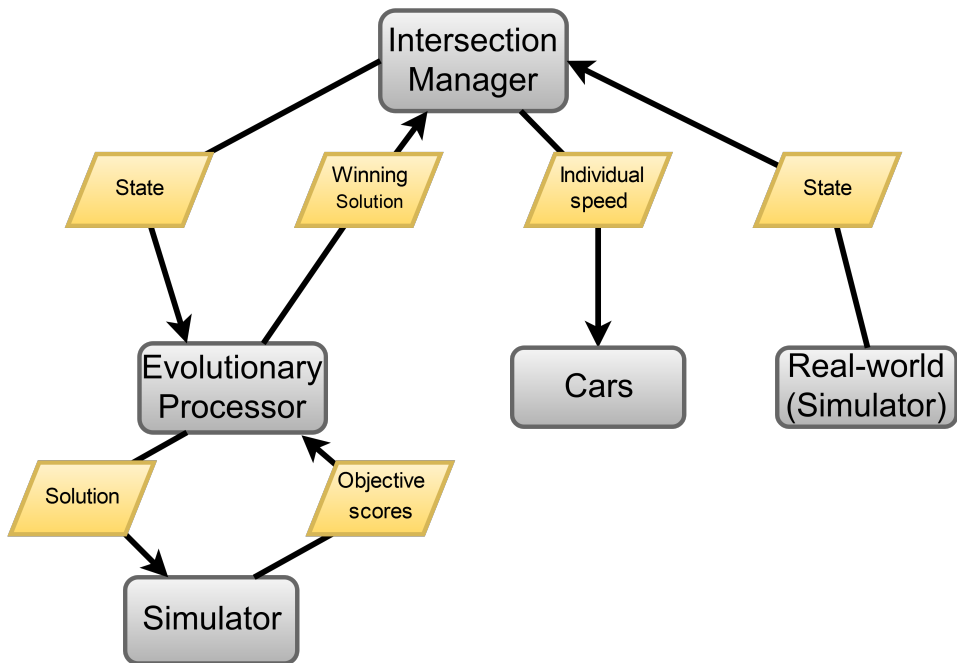 Intersection
Manager
State
Winning
Solution
Individual
speed
State
Evolutionary
Processor
Cars
Real-world
(Simulator)
Solution
Objective
scores
Simulator